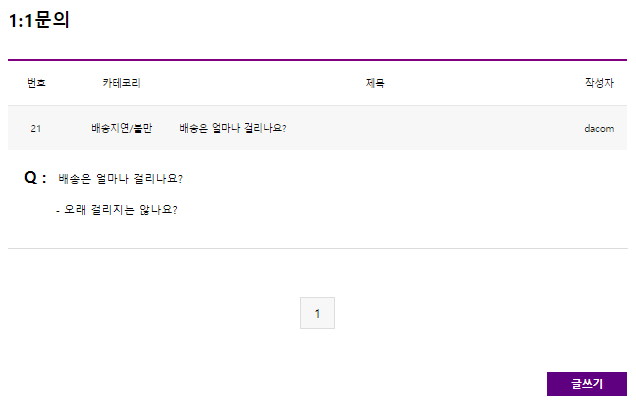 1:1문의
번호 카테고리 제목 작성자
21 배송지연/불만 배송은 얼마나 걸리나요? dacom
Q : 배송은 얼마나 걸리나요?
- 오래 걸리지는 않나요?
1
글쓰기